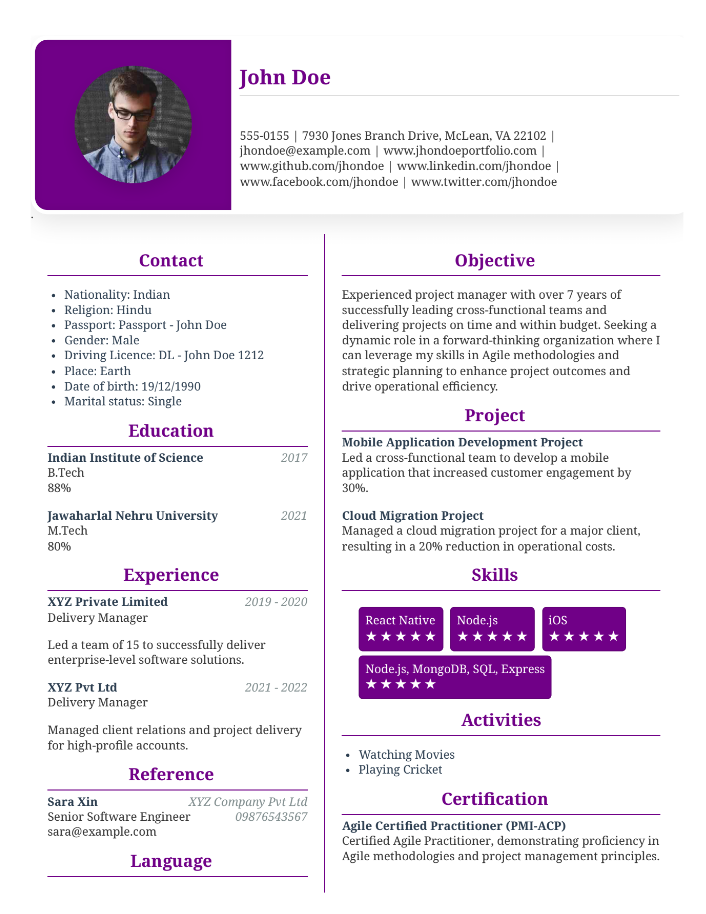 John Doe
555-0155 | 7930 Jones Branch Drive, McLean, VA 22102 |
jhondoe@example.com | www.jhondoeportfolio.com |
www.github.com/jhondoe | www.linkedin.com/jhondoe |
www.facebook.com/jhondoe | www.twitter.com/jhondoe
.
Contact
• Nationality: Indian
• Religion: Hindu
• Passport: Passport - John Doe
• Gender: Male
• Driving Licence: DL - John Doe 1212
• Place: Earth
• Date of birth: 19/12/1990
• Marital status: Single
Education
Indian Institute of Science 2017
B.Tech
88%
Jawaharlal Nehru University 2021
M.Tech
80%
Experience
XYZ Private Limited 2019 - 2020
Delivery Manager
Led a team of 15 to successfully deliver
enterprise-level software solutions.
XYZ Pvt Ltd 2021 - 2022
Delivery Manager
Managed client relations and project delivery
for high-profile accounts.
Reference
Sara Xin XYZ Company Pvt Ltd
Senior Software Engineer 09876543567
sara@example.com
Language
Objective
Experienced project manager with over 7 years of
successfully leading cross-functional teams and
delivering projects on time and within budget. Seeking a
dynamic role in a forward-thinking organization where I
can leverage my skills in Agile methodologies and
strategic planning to enhance project outcomes and
drive operational efficiency.
Project
Mobile Application Development Project
Led a cross-functional team to develop a mobile
application that increased customer engagement by
30%.
Cloud Migration Project
Managed a cloud migration project for a major client,
resulting in a 20% reduction in operational costs.
Skills
React Native Node.js iOS
★★★★★ ★★★★★ ★★★★★
Node.js, MongoDB, SQL, Express
★★★★★
Activities
• Watching Movies
• Playing Cricket
Certification
Agile Certified Practitioner (PMI-ACP)
Certified Agile Practitioner, demonstrating proficiency in
Agile methodologies and project management principles.